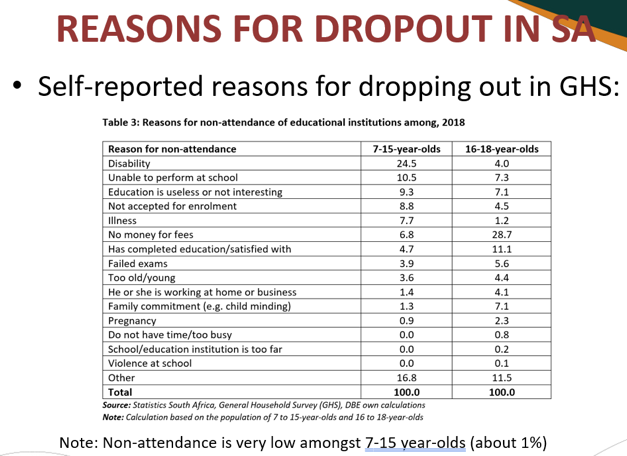 REASONS FOR DROPOUT IN SA
• Self-reported reasons for dropping out in GHS:
Table 3: Reasons for non-attendance of educational institutions among, 2018
Reason for non-attendance 7-15-year-olds 16-18-year-olds
Disability 24.5 4.0
Unable to perform at school 10.5 7.3
Education is useless or not interesting 9.3 7.1
Not accepted for enrolment 8.8 4.5
Illness 7.7 1.2
No money for fees 6.8 28.7
Has completed education/satisfied with 4.7 11.1
Failed exams 3.9 5.6
Too old/young 3.6 4.4
He or she is working at home or business 1.4 4.1
Family commitment (e.g. child minding) 1.3 7.1
Pregnancy 0.9 2.3
Do not have time/too busy 0.0 0.8
School/education institution is too far 0.0 0.2
Violence at school 0.0 0.1
Other 16.8 11.5
Total 100.0 100.0
Source: Statistics South Africa, General Household Survey (GHS), DBE own calculations
Note: Calculation based on the population of 7 to 15-year-olds and 16 to 18-year-olds
Note: Non-attendance is very low amongst 7-15 year-olds (about 1%)